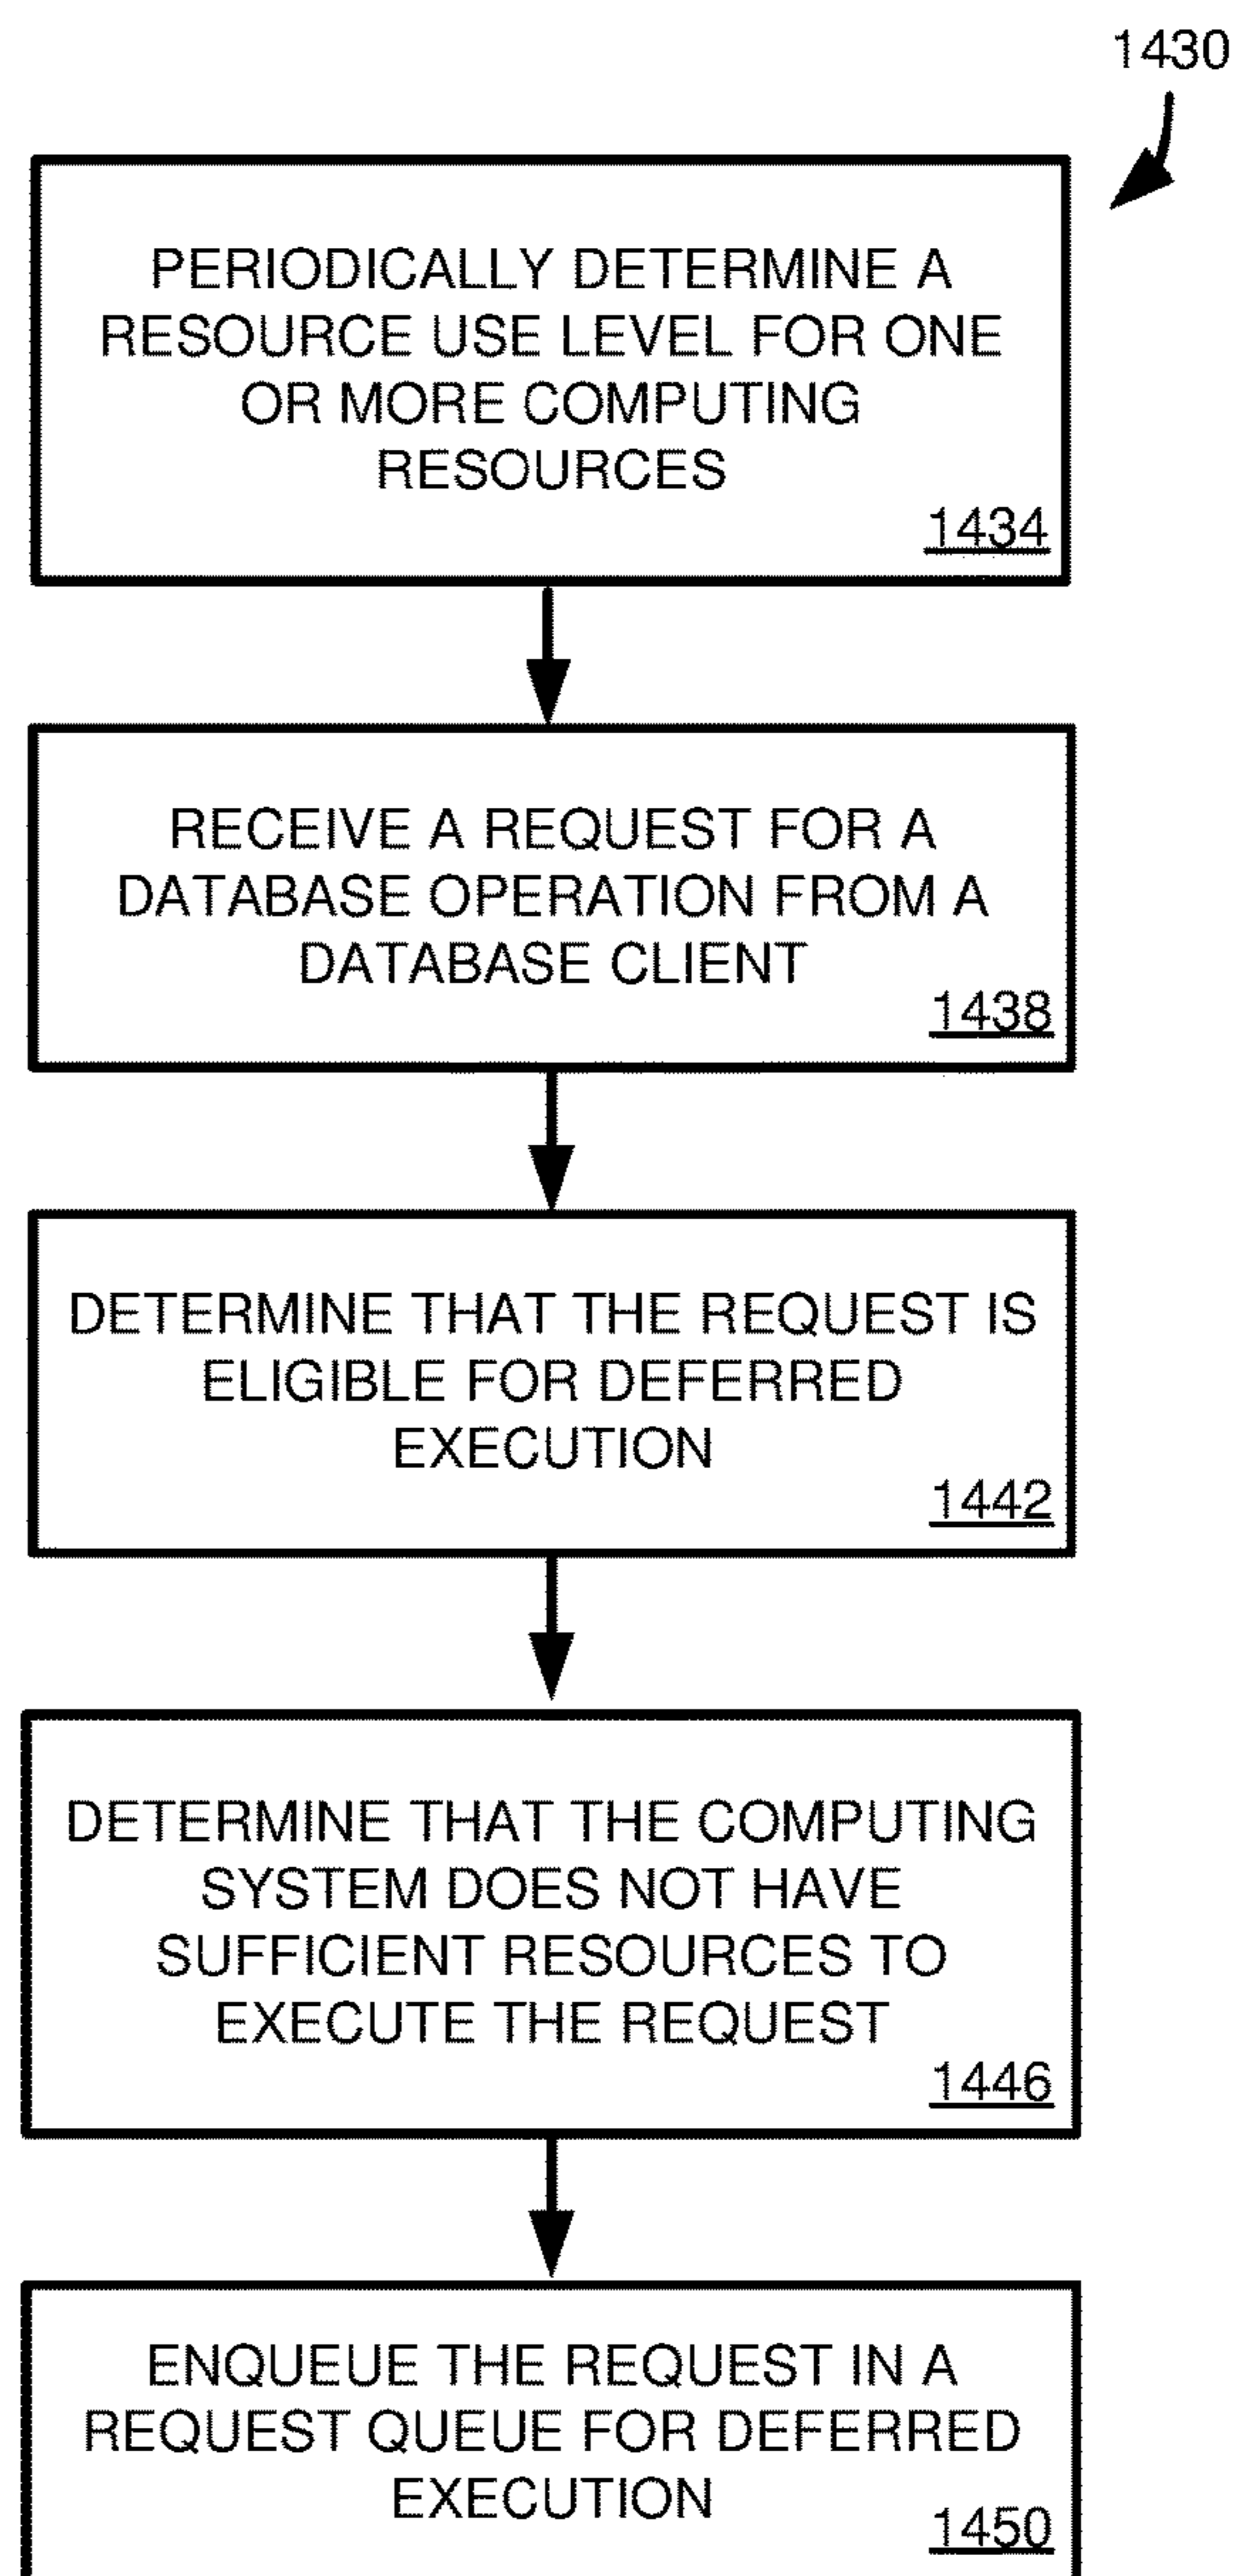 1430
PERIODICALLY DETERMINE A
RESOURCE USE LEVEL FOR ONE
OR MORE COMPUTING
RESOURCES
1434
RECEIVE A REQUEST FOR A
DATABASE OPERATION FROM A
DATABASE CLIENT
1438
DETERMINE THAT THE REQUEST IS
ELIGIBLE FOR DEFERRED
EXECUTION
1442
DETERMINE THAT THE COMPUTING
SYSTEM DOES NOT HAVE
SUFFICIENT RESOURCES TO
EXECUTE THE REQUEST
1446
ENQUEUE THE REQUEST IN A
REQUEST QUEUE FOR DEFERRED
EXECUTION
1450